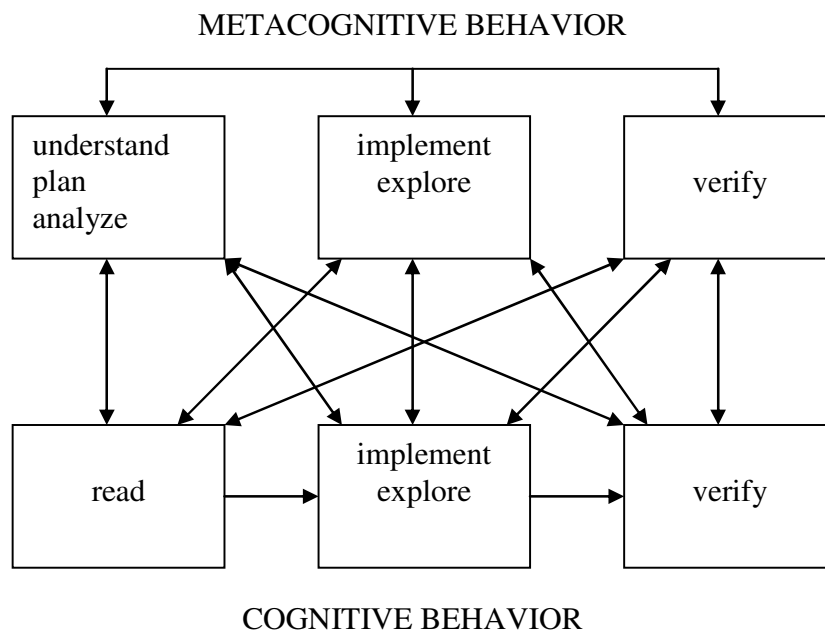 METACOGNITIVE BEHAVIOR
understand
plan
analyze
implement
explore
verify
read
implement
explore
verify
COGNITIVE BEHAVIOR